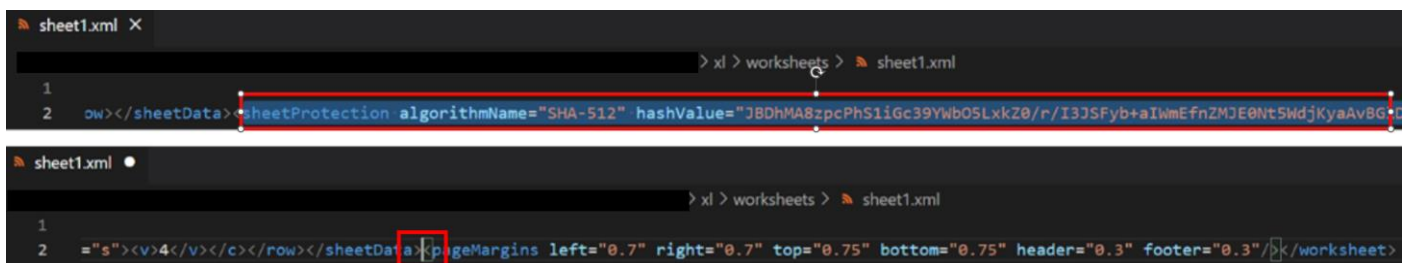 sheet1.xml ×
> xl > worksheets > sheet1.xml
1
2 ow></sheetData><sheetProtection algorithmName="SHA-512" hashValue="JBDhMA8zpcPhS1iGc39YWbO5LxkZ0/r/I3JSFyb+aIWmEfnZMJE0Nt5WdjKyaAvBG
sheet1.xml ●
> xl > worksheets > sheet1.xml
1
2 ="s"><v>4</v></c></row></sheetData><pageMargins left="0.7" right="0.7" top="0.75" bottom="0.75" header="0.3" footer="0.3"/></worksheet>